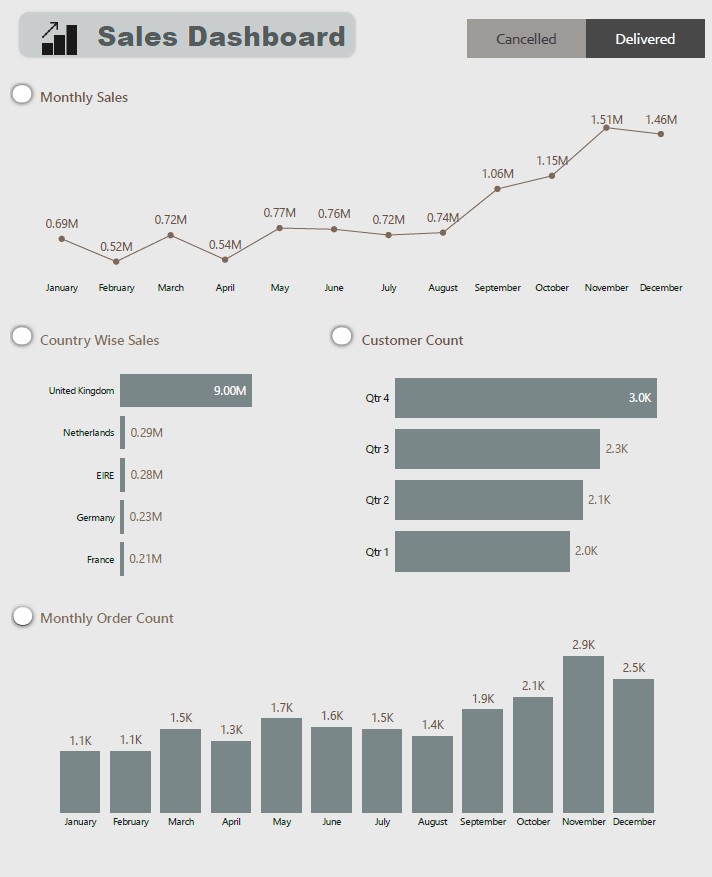 Sales Dashboard
Cancelled
Delivered
Monthly Sales
0.69M
0.52M
0.72M
0.54M
0.77M
0.76M
0.72M
0.74M
1.06M
1.15M
1.51M
1.46M
January
February
March
April
May
June
July
August
September
October
November
December
Country Wise Sales
United Kingdom
9.00M
Netherlands
0.29M
EIRE
0.28M
Germany
0.23M
France
0.21M
Customer Count
Qtr 4
3.0K
Qtr 3
2.3K
Qtr 2
2.1K
Qtr 1
2.0K
Monthly Order Count
1.1K
1.1K
1.5K
1.3K
1.7K
1.6K
1.5K
1.4K
1.9K
2.1K
2.9K
2.5K
January
February
March
April
May
June
July
August
September
October
November
December